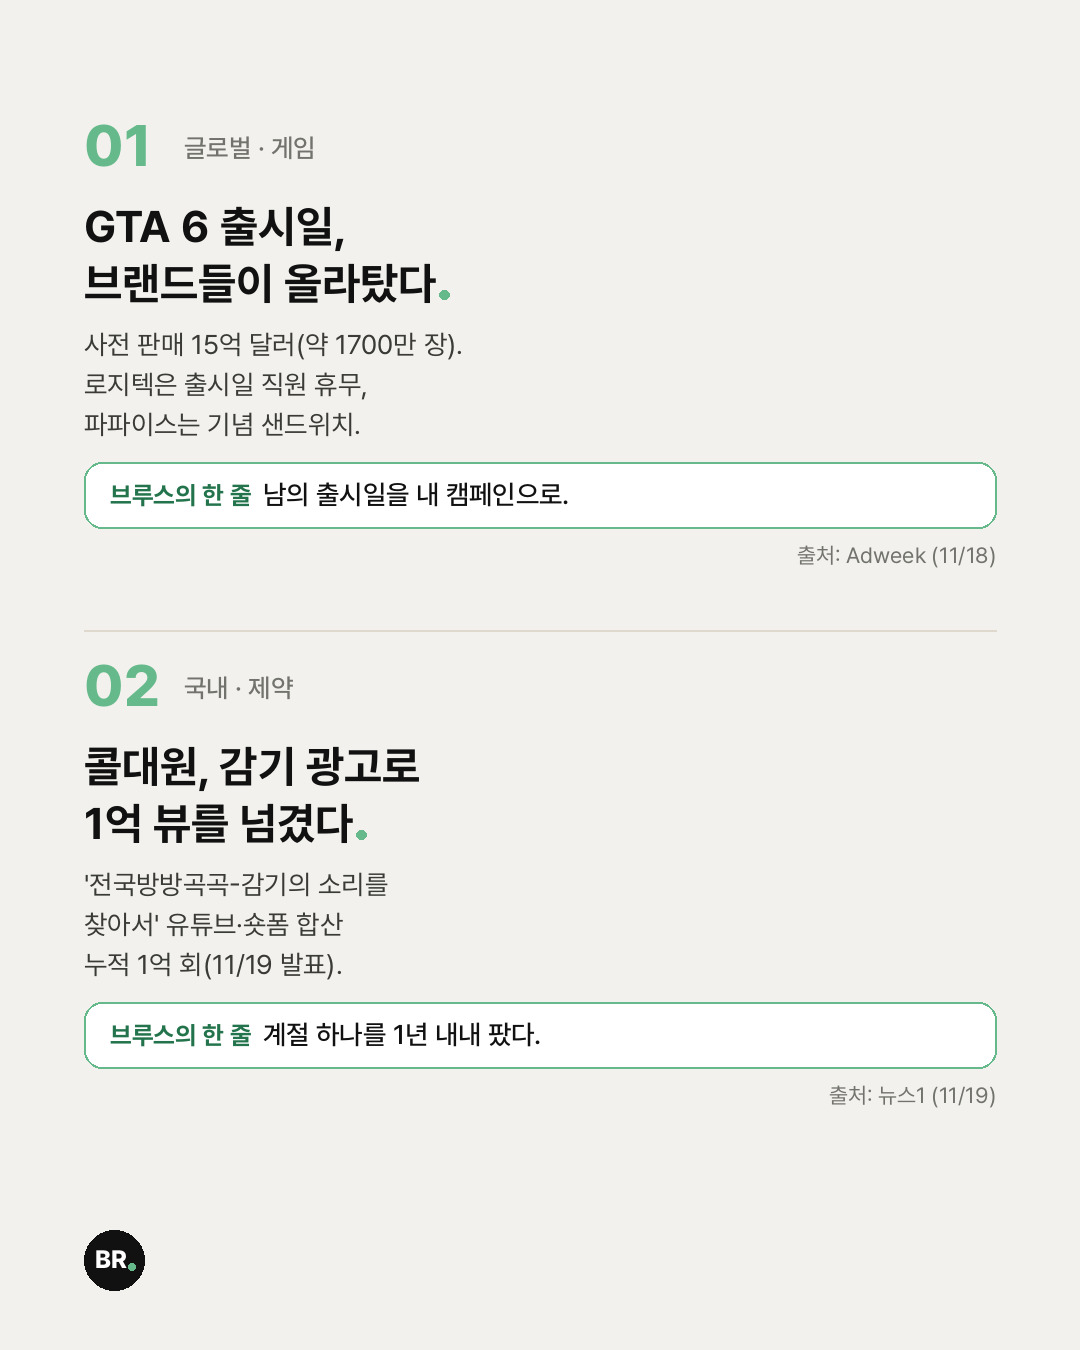 01 글로벌 · 게임
GTA 6 출시일,
브랜드들이 올라탔다.
사전 판매 15억 달러(약 1700만 장).
로지텍은 출시일 직원 휴무,
파파이스는 기념 샌드위치.
브루스의 한 줄 남의 출시일을 내 캠페인으로.
출처: Adweek (11/18)
02 국내 · 제약
콜대원, 감기 광고로
1억 뷰를 넘겼다.
'전국방방곡곡-감기의 소리를
찾아서' 유튜브·숏폼 합산
누적 1억 회(11/19 발표).
브루스의 한 줄 계절 하나를 1년 내내 팠다.
출처: 뉴스1 (11/19)
BR.